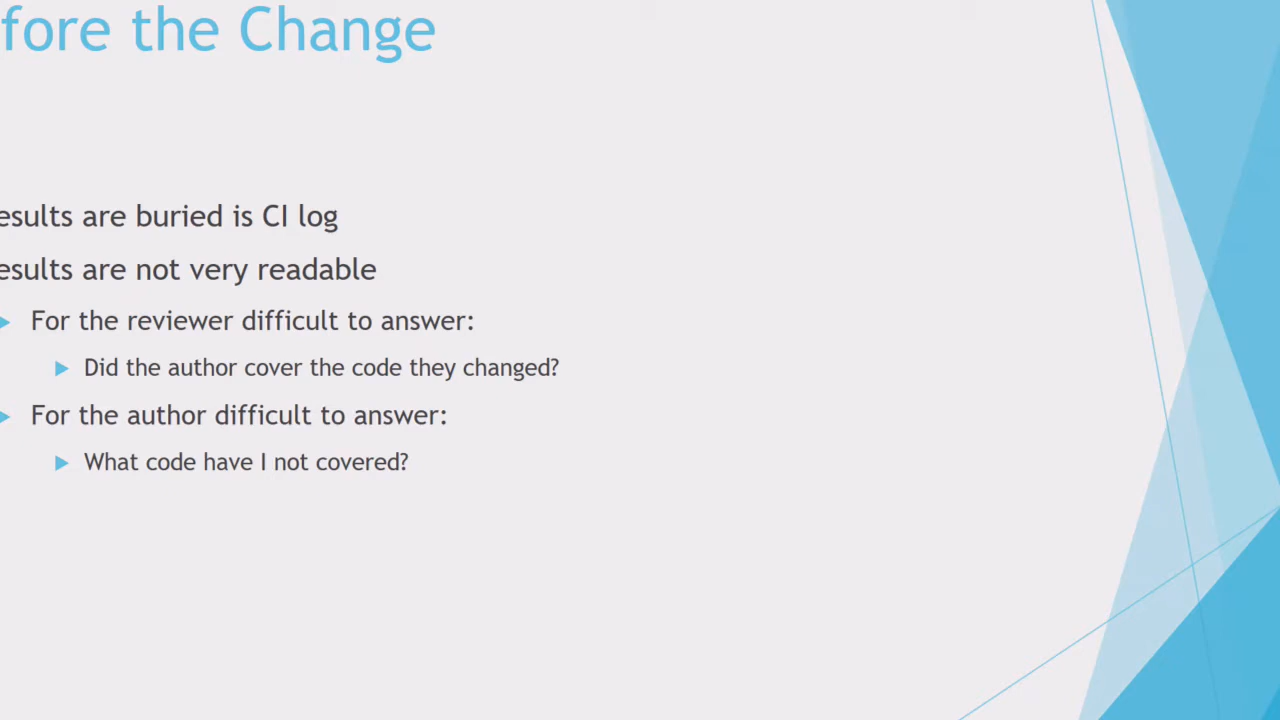 fore the Change
esults are buried is CI log
esults are not very readable
For the reviewer difficult to answer:
Did the author cover the code they changed?
For the author difficult to answer:
What code have I not covered?